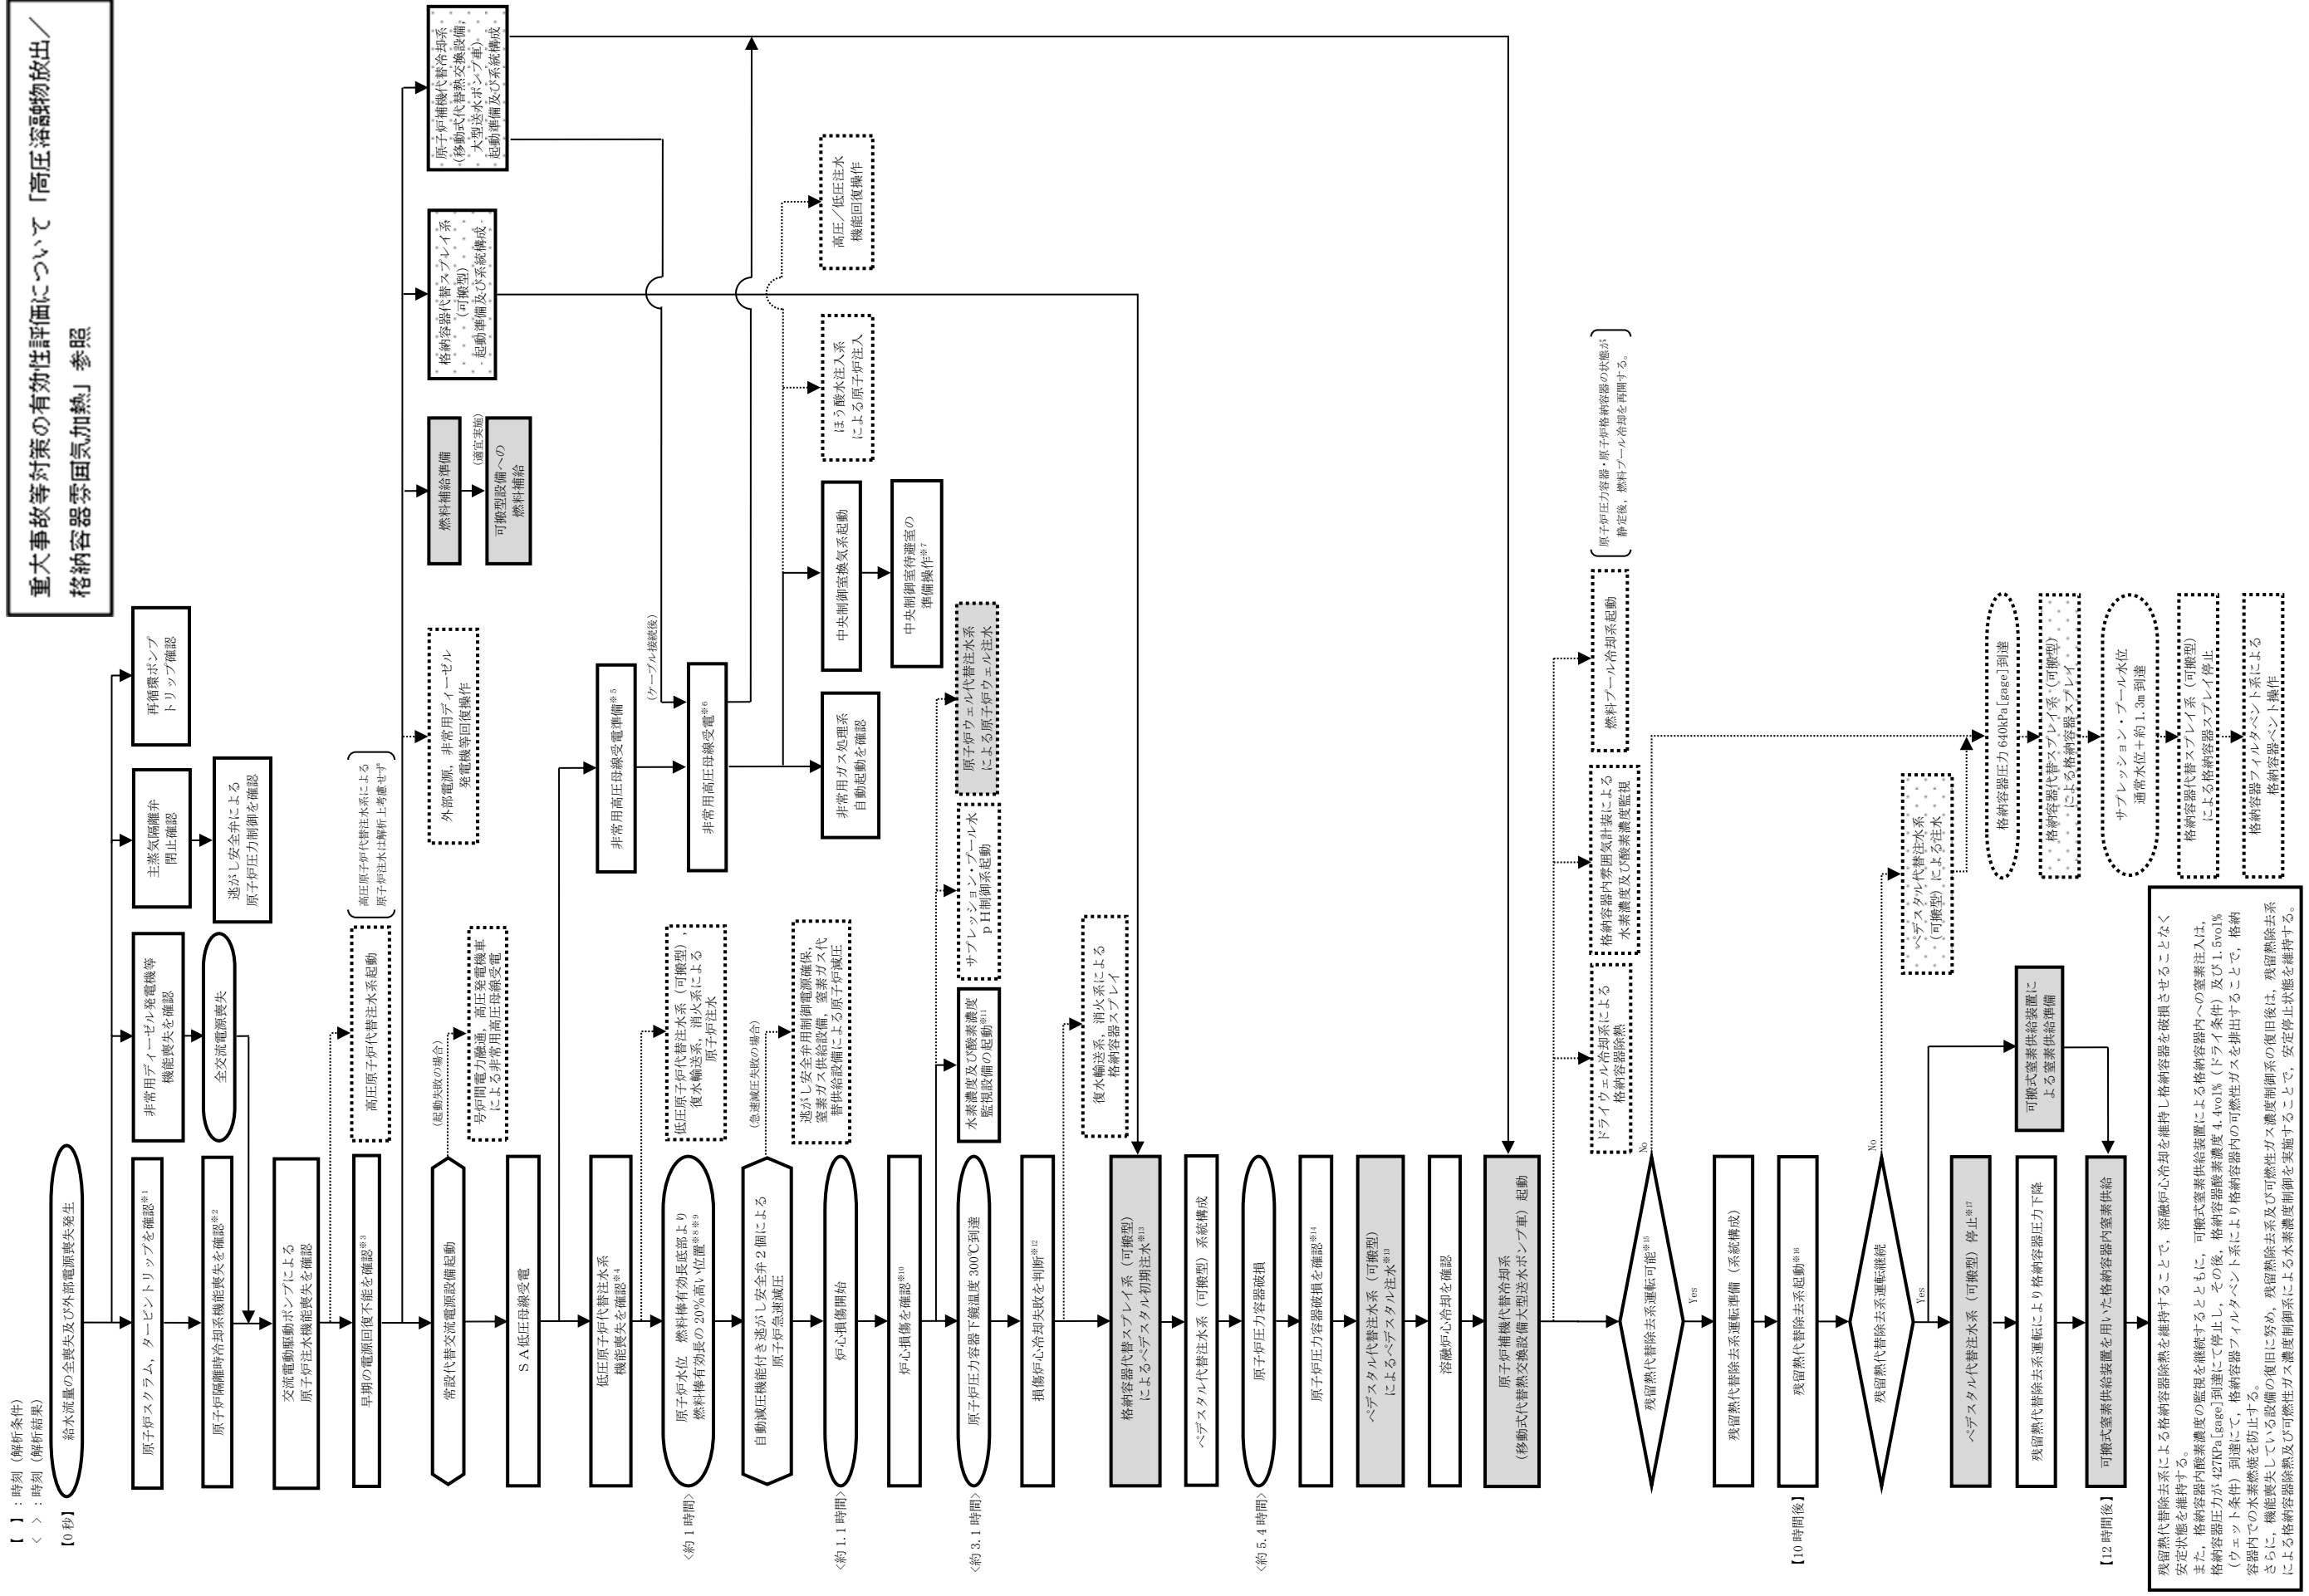 重大事故等対策の有効性評価について「高圧溶融物放出／
格納容器雰囲気加熱」参照
【　】：時刻（解析条件）
＜　＞：時刻（解析結果）
【0秒】
給水流量の全喪失及び外部電源喪失発生
原子炉スクラム，タービントリップを確認※1
非常用ディーゼル発電機等
機能喪失を確認
主蒸気隔離弁
閉止確認
再循環ポンプ
トリップ確認
原子炉隔離時冷却系機能喪失を確認※2
全交流電源喪失
逃がし安全弁による
原子炉圧力制御を確認
交流電動駆動ポンプによる
原子炉注水機能喪失を確認
早期の電源回復不能を確認※3
高圧原子炉代替注水系起動
高圧原子炉代替注水系による
原子炉注水は解析上考慮せず
常設代替交流電源設備起動
（起動失敗の場合）
号炉間電力融通，高圧発電機車
による非常用高圧母線受電
外部電源，非常用ディーゼル
発電機等回復操作
燃料補給準備
（適宜実施）
可搬型設備への
燃料補給
格納容器代替スプレイ系
（可搬型）
起動準備及び系統構成
原子炉補機代替冷却系
（移動式代替熱交換設備，
大型送水ポンプ車）
起動準備及び系統構成
ＳＡ低圧母線受電
低圧原子炉代替注水系
機能喪失を確認※4
非常用高圧母線受電準備※5
（ケーブル接続後）
非常用高圧母線受電※6
＜約1時間＞
原子炉水位　燃料棒有効長底部より
燃料棒有効長の20%高い位置※8※9
低圧原子炉代替注水系（可搬型），
復水輸送系，消火系による
原子炉注水
自動減圧機能付き逃がし安全弁２個による
原子炉急速減圧
（急速減圧失敗の場合）
逃がし安全弁用制御電源確保，
窒素ガス供給設備，窒素ガス代
替供給設備による原子炉減圧
非常用ガス処理系
自動起動を確認
中央制御室換気系起動
ほう酸水注入系
による原子炉注入
高圧／低圧注水
機能回復操作
中央制御室待避室の
準備操作※7
＜約1.1時間＞
炉心損傷開始
炉心損傷を確認※10
＜約3.1時間＞
原子炉圧力容器下鏡温度300℃到達
水素濃度及び酸素濃度
監視設備の起動※11
サプレッション・プール水
ｐＨ制御系起動
原子炉ウェル代替注水系
による原子炉ウェル注水
損傷炉心冷却失敗を判断※12
復水輸送系，消火系による
格納容器スプレイ
格納容器代替スプレイ系（可搬型）
によるペデスタル初期注水※13
ペデスタル代替注水系（可搬型）系統構成
＜約5.4時間＞
原子炉圧力容器破損
原子炉圧力容器破損を確認※14
ペデスタル代替注水系（可搬型）
によるペデスタル注水※13
溶融炉心冷却を確認
原子炉補機代替冷却系
（移動式代替熱交換設備大型送水ポンプ車）起動
ドライウェル冷却系による
格納容器除熱
格納容器内雰囲気計装による
水素濃度及び酸素濃度監視
燃料プール冷却系起動
原子炉圧力容器・原子炉格納容器の状態が
静定後，燃料プール冷却を再開する。
残留熱代替除去系運転可能※15
No
Yes
残留熱代替除去系運転準備（系統構成）
【10時間後】
残留熱代替除去系起動※16
残留熱代替除去系運転継続
No
Yes
ペデスタル代替注水系
（可搬型）による注水
ペデスタル代替注水系（可搬型）停止※17
残留熱代替除去系運転により格納容器圧力下降
可搬式窒素供給装置に
よる窒素供給準備
【12時間後】
可搬式窒素供給装置を用いた格納容器内窒素供給
格納容器圧力640kPa[gage]到達
格納容器代替スプレイ系（可搬型）
による格納容器スプレイ
サプレッション・プール水位
通常水位＋約1.3m到達
格納容器代替スプレイ系（可搬型）
による格納容器スプレイ停止
格納容器フィルタベント系による
格納容器ベント操作
残留熱代替除去系による格納容器除熱を維持することで，溶融炉心冷却を維持し格納容器を破損させることなく
安定状態を維持する。
また，格納容器内酸素濃度の監視を継続するとともに，可搬式窒素供給装置による格納容器内への窒素注入は，
格納容器圧力が427KPa[gage]到達にて停止し，その後，格納容器酸素濃度4.4vol%（ドライ条件）及び1.5vol%
（ウェット条件）到達にて，格納容器フィルタベント系により格納容器内の可燃性ガスを排出することで，格納
容器内での水素燃焼を防止する。
さらに，機能喪失している設備の復旧に努め，残留熱除去系及び可燃性ガス濃度制御系の復旧後は，残留熱除去系
による格納容器除熱及び可燃性ガス濃度制御系による水素濃度制御を実施することで，安定停止状態を維持する。